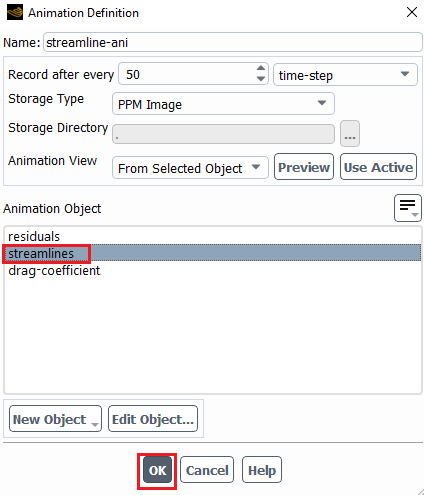 Animation Definition
Name: streamline-ani
Record after every 50 time-step
Storage Type PPM Image
Storage Directory . ...
Animation View From Selected Object Preview Use Active
Animation Object
residuals
streamlines
drag-coefficient
New Object Edit Object...
OK Cancel Help